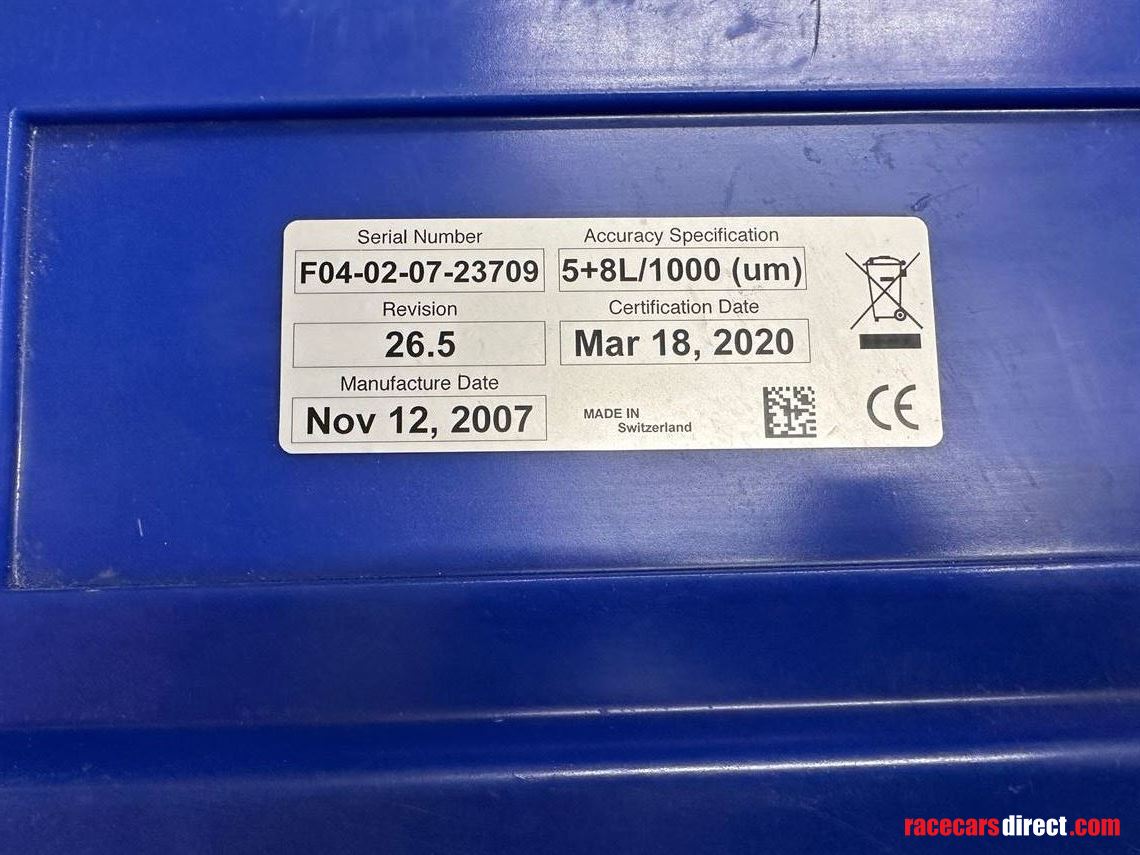 Serial Number
F04-02-07-23709
Accuracy Specification
5+8L/1000 (um)
Revision
26.5
Certification Date
Mar 18, 2020
Manufacture Date
Nov 12, 2007
MADE IN
Switzerland
CE
racecarsdirect.com